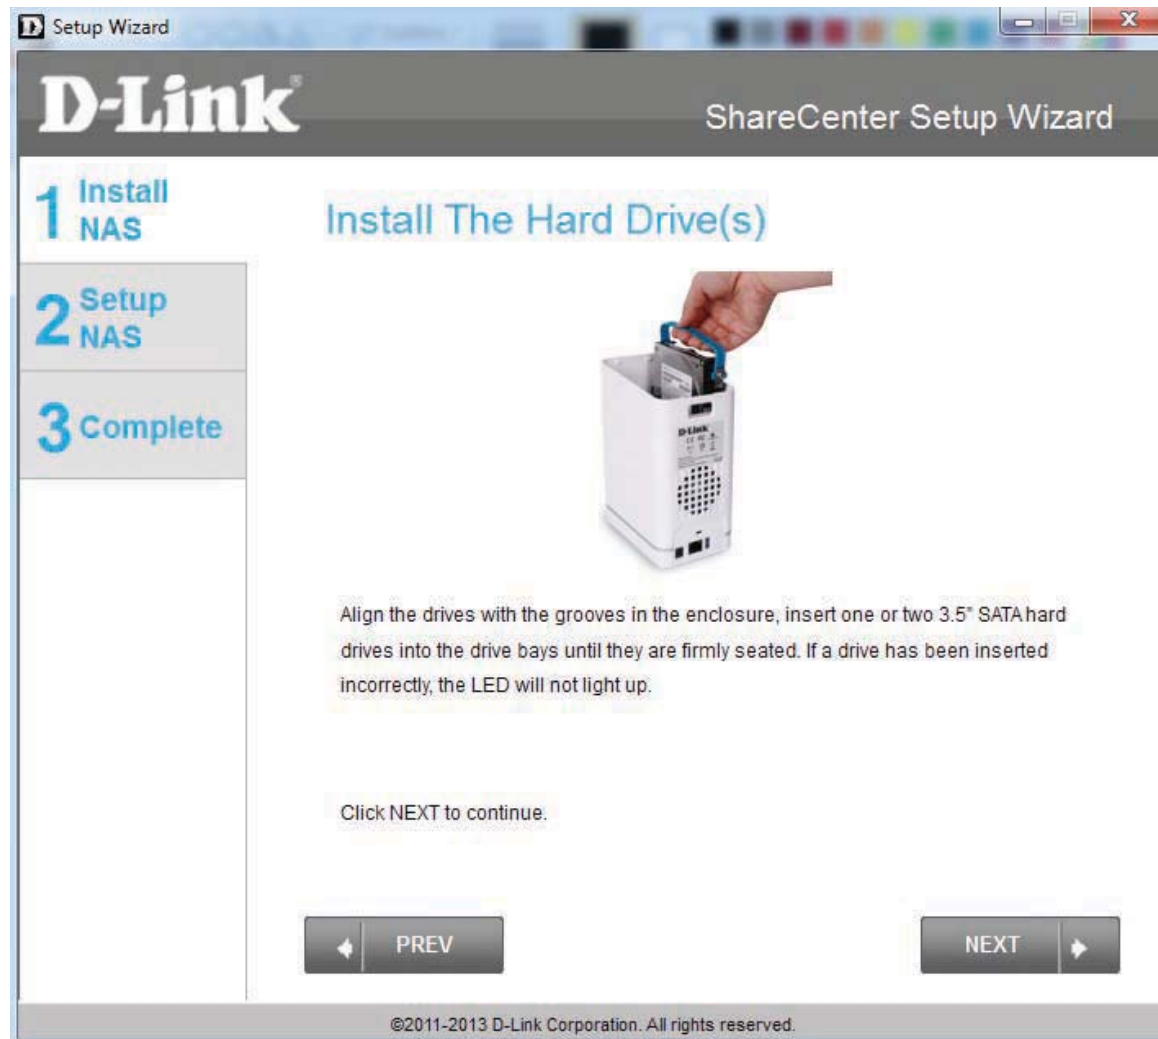 Setup Wizard
D-Link®
ShareCenter Setup Wizard
1 Install
NAS
2 Setup
NAS
3 Complete
Install The Hard Drive(s)
D-Link
Align the drives with the grooves in the enclosure, insert one or two 3.5" SATA hard
drives into the drive bays until they are firmly seated. If a drive has been inserted
incorrectly, the LED will not light up.
Click NEXT to continue.
PREV
NEXT
©2011-2013 D-Link Corporation. All rights reserved.